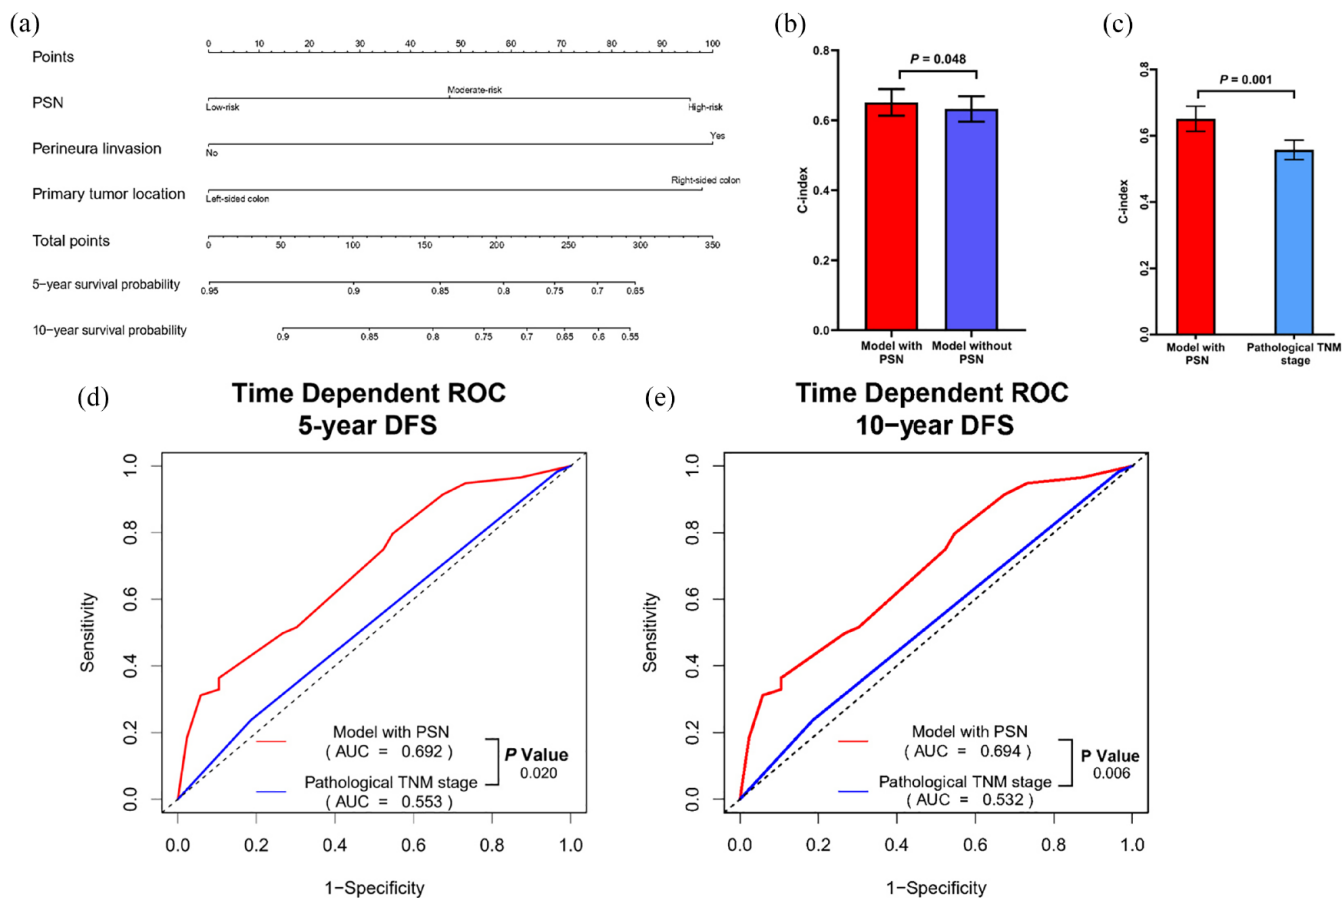 (a)
0 10 20 30 40 50 60 70 80 90 100
Points
Moderate-risk
PSN
Low-risk
High-risk
Yes
Perineura linvasion
No
Right-sided colon
Primary tumor location
Left-sided colon
Total points
0 50 100 150 200 250 300 350
5-year survival probability
0.95 0.9 0.85 0.8 0.75 0.7 0.65
10-year survival probability
0.9 0.85 0.8 0.75 0.7 0.65 0.6 0.55
(b)
P = 0.048
0.8
0.6
0.4
0.2
0.0
C-index
Model with
PSN
Model without
PSN
(c)
P = 0.001
0.8
0.6
0.4
0.2
0.0
C-index
Model with
PSN
Pathological TNM
stage
(d)
Time Dependent ROC
5-year DFS
1.0
0.8
0.6
0.4
0.2
0.0
Sensitivity
Model with PSN
( AUC = 0.692 )
Pathological TNM stage
( AUC = 0.553 )
P Value
0.020
0.0 0.2 0.4 0.6 0.8 1.0
1-Specificity
(e)
Time Dependent ROC
10-year DFS
1.0
0.8
0.6
0.4
0.2
0.0
Sensitivity
Model with PSN
( AUC = 0.694 )
Pathological TNM stage
( AUC = 0.532 )
P Value
0.006
0.0 0.2 0.4 0.6 0.8 1.0
1-Specificity